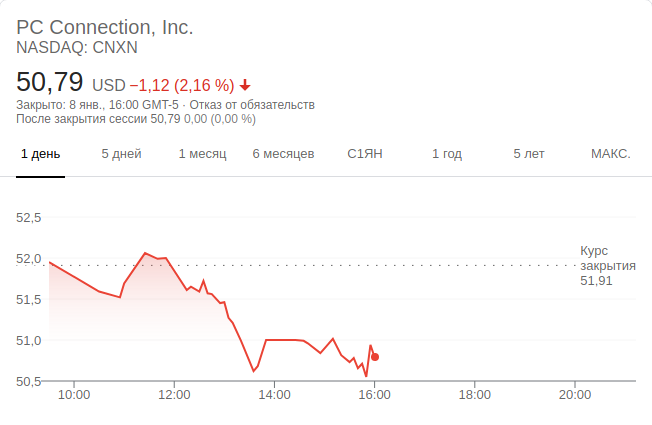 PC Connection, Inc.
NASDAQ: CNXN
50,79 USD −1,12 (2,16 %)
Закрыто: 8 янв., 16:00 GMT-5 · Отказ от обязательств
После закрытия сессии 50,79 0,00 (0,00 %)
1 день 5 дней 1 месяц 6 месяцев С1ЯН 1 год 5 лет МАКС.
52,5
52,0
51,5
51,0
50,5
Курс
закрытия
51,91
10:00 12:00 14:00 16:00 18:00 20:00